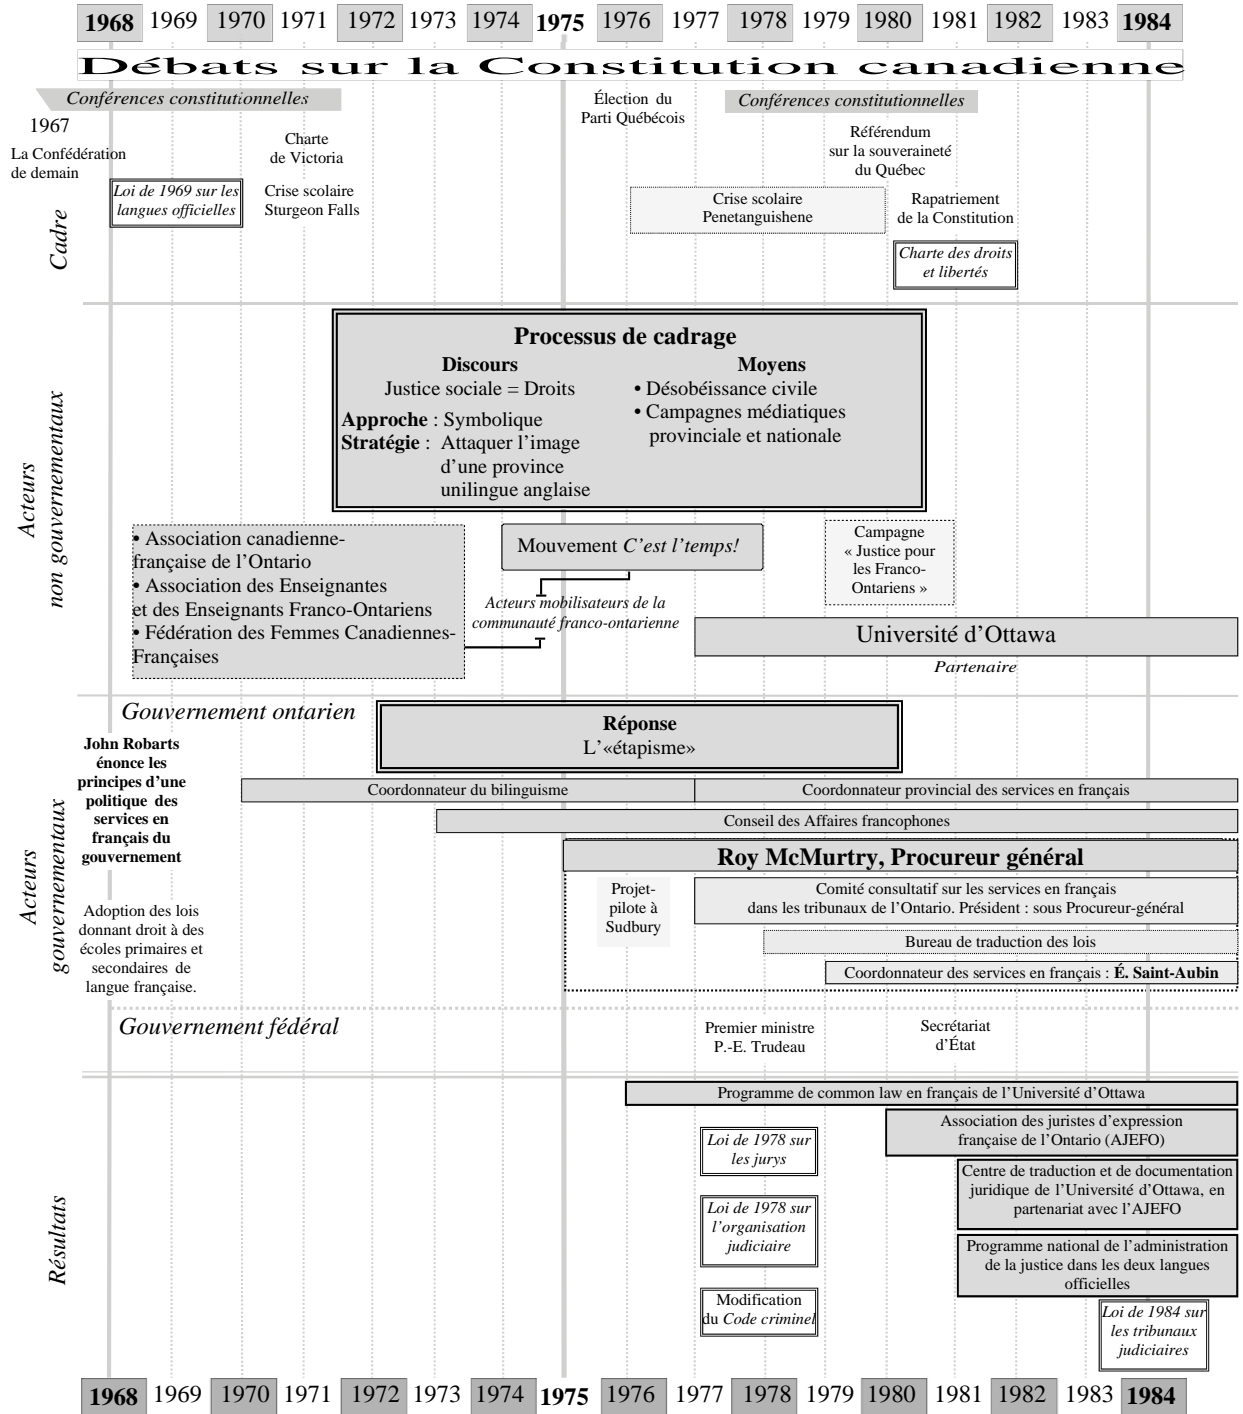 1968 1969 1970 1971 1972 1973 1974 1975 1976 1977 1978 1979 1980 1981 1982 1983 1984
Débats sur la Constitution canadienne
Conférences constitutionnelles
1967
La Confédération
de demain
Charte
de Victoria
Loi de 1969 sur les
langues officielles
Crise scolaire
Sturgeon Falls
Élection du
Parti Québécois
Conférences constitutionnelles
Référendum
sur la souveraineté
du Québec
Crise scolaire
Penetanguishene
Rapatriement
de la Constitution
Charte des droits
et libertés
Cadre
Processus de cadrage
Discours
Justice sociale = Droits
Approche : Symbolique
Stratégie : Attaquer l’image
d’une province
unilingue anglaise
Moyens
• Désobéissance civile
• Campagnes médiatiques
provinciale et nationale
Acteurs
non gouvernementaux
• Association canadienne-
française de l’Ontario
• Association des Enseignantes
et des Enseignants Franco-Ontariens
• Fédération des Femmes Canadiennes-
Françaises
Mouvement C’est l’temps!
Acteurs mobilisateurs de la
communauté franco-ontarienne
Campagne
« Justice pour
les Franco-
Ontariens »
Université d’Ottawa
Partenaire
Gouvernement ontarien
Réponse
L’«étapisme»
John Robarts
énonce les
principes d’une
politique des
services en
français du
gouvernement
Coordonnateur du bilinguisme
Coordonnateur provincial des services en français
Conseil des Affaires francophones
Roy McMurtry, Procureur général
Acteurs
gouvernementaux
Adoption des lois
donnant droit à des
écoles primaires et
secondaires de
langue française.
Projet-
pilote à
Sudbury
Comité consultatif sur les services en français
dans les tribunaux de l’Ontario. Président : sous Procureur-général
Bureau de traduction des lois
Coordonnateur des services en français : É. Saint-Aubin
Gouvernement fédéral
Premier ministre
P.-E. Trudeau
Secrétariat
d’État
Programme de common law en français de l’Université d’Ottawa
Association des juristes d’expression
française de l’Ontario (AJEFO)
Loi de 1978 sur
les jurys
Centre de traduction et de documentation
juridique de l’Université d’Ottawa, en
partenariat avec l’AJEFO
Loi de 1978 sur
l’organisation
judiciaire
Programme national de l’administration
de la justice dans les deux langues
officielles
Modification
du Code criminel
Loi de 1984 sur
les tribunaux
judiciaires
Résultats
1968 1969 1970 1971 1972 1973 1974 1975 1976 1977 1978 1979 1980 1981 1982 1983 1984